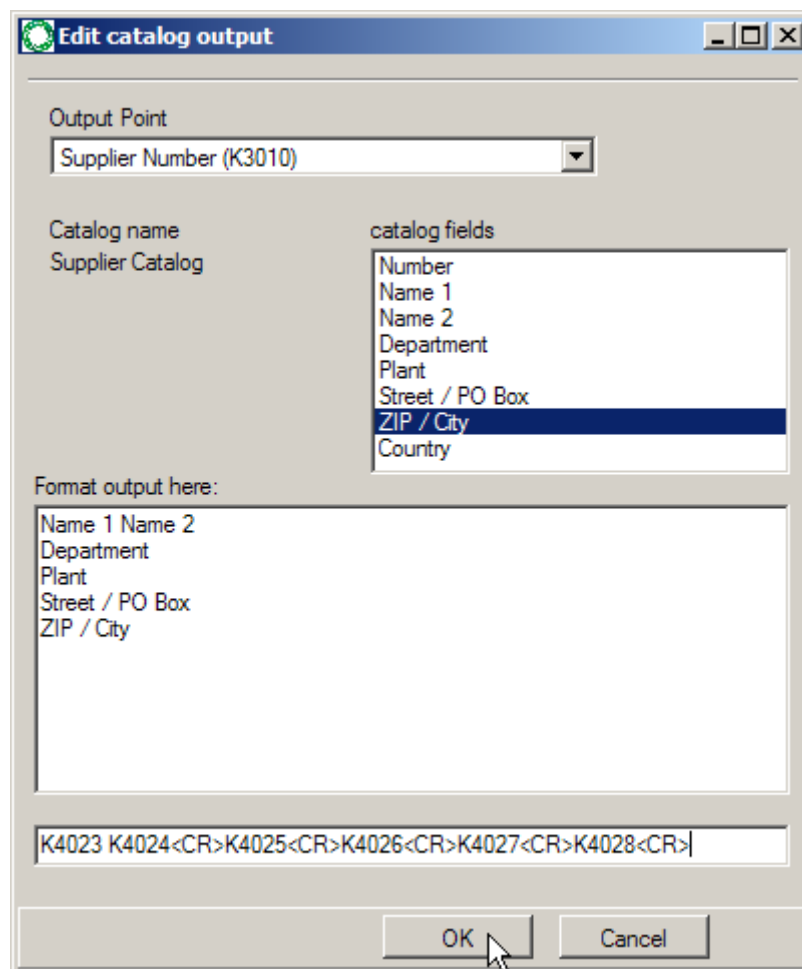 Edit catalog output
Output Point
Supplier Number (K3010)
Catalog name
Supplier Catalog
catalog fields
Number
Name 1
Name 2
Department
Plant
Street / PO Box
ZIP / City
Country
Format output here:
Name 1 Name 2
Department
Plant
Street / PO Box
ZIP / City
K4023 K4024<CR>K4025<CR>K4026<CR>K4027<CR>K4028<CR>
OK
Cancel